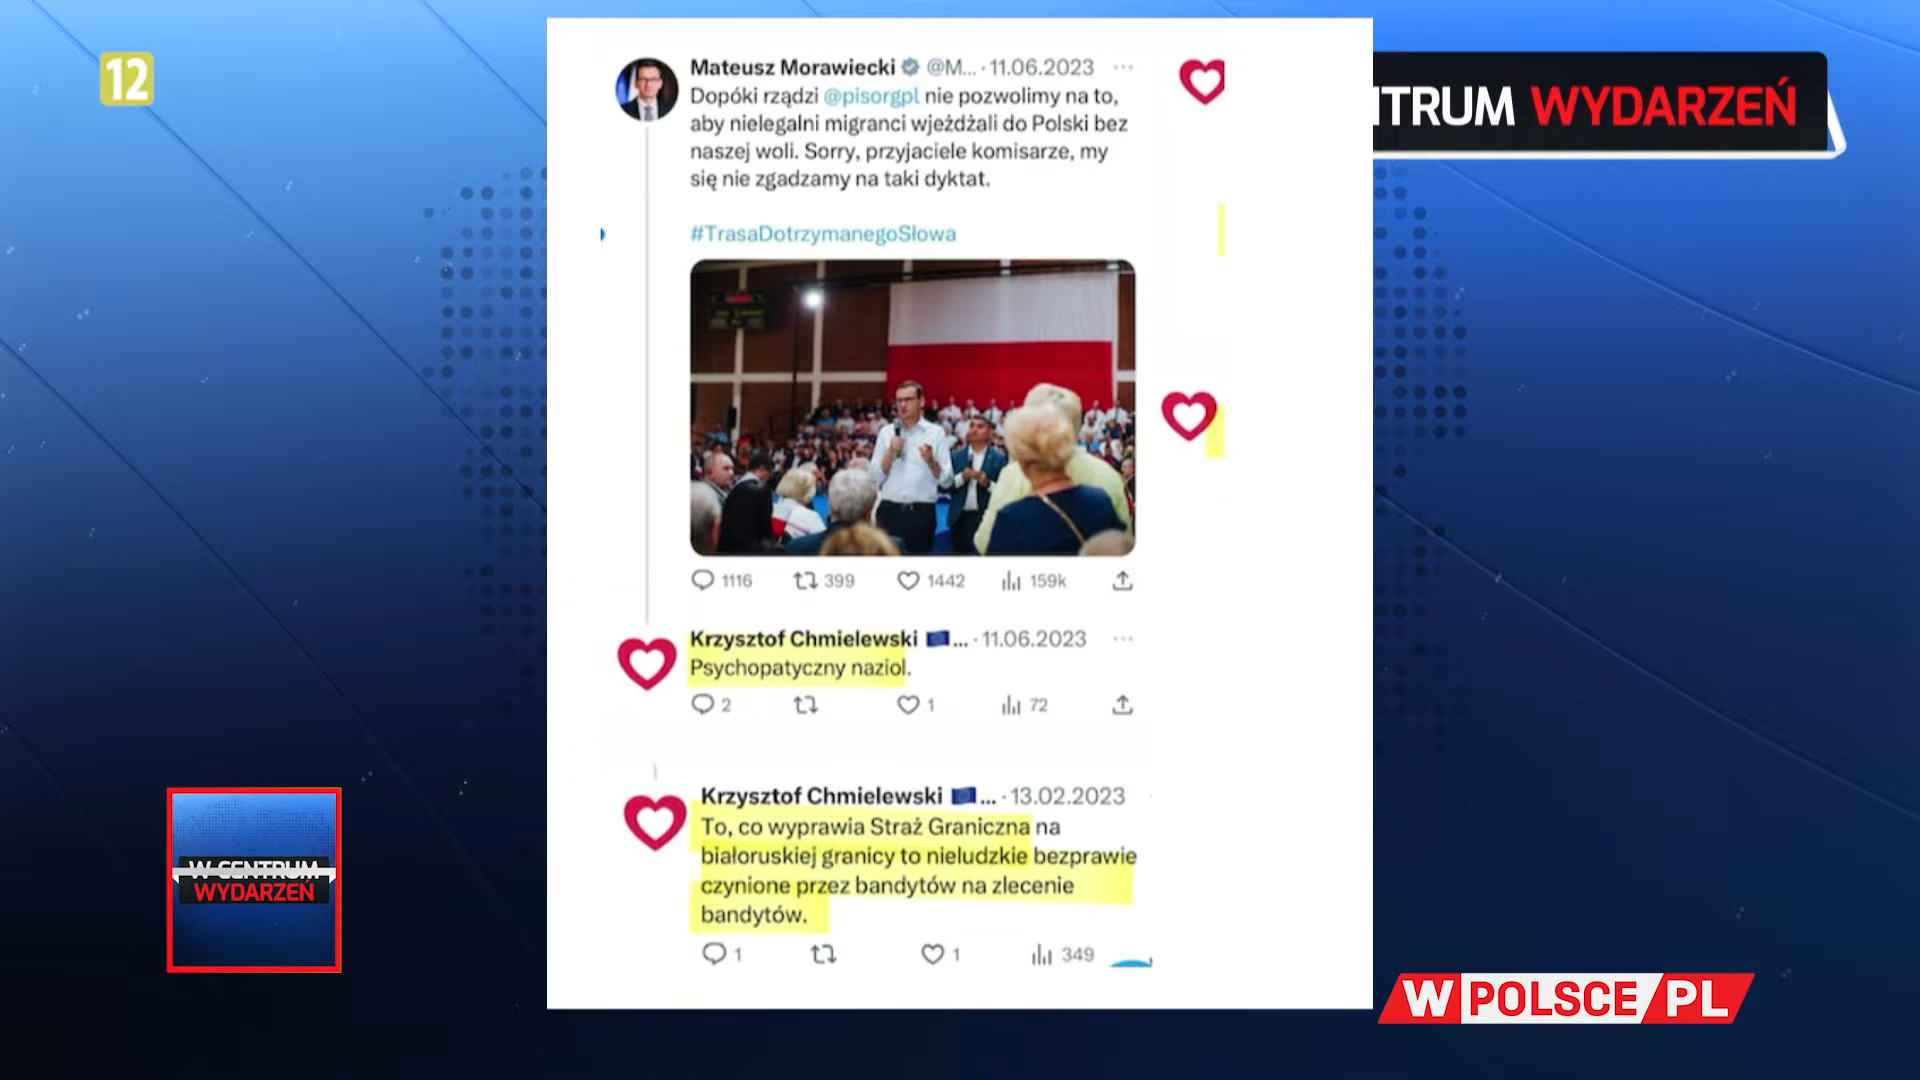 12
Mateusz Morawiecki @M... · 11.06.2023 ...
Dopóki rządzi @pisorgpl nie pozwolimy na to,
aby nielegalni migranci wjeżdżali do Polski bez
naszej woli. Sorry, przyjaciele komisarze, my
się nie zgadzamy na taki dyktat.
#TrasaDotrzymanegoSłowa
1116 399 1442 159k
Krzysztof Chmielewski ... · 11.06.2023 ...
Psychopatyczny naziol.
2 1 72
Krzysztof Chmielewski ... · 13.02.2023
To, co wyprawia Straż Graniczna na
białoruskiej granicy to nieludzkie bezprawie
czynione przez bandytów na zlecenie
bandytów.
1 1 349
TRUM WYDARZEŃ
W CENTRUM
WYDARZEŃ
W POLSCE/PL